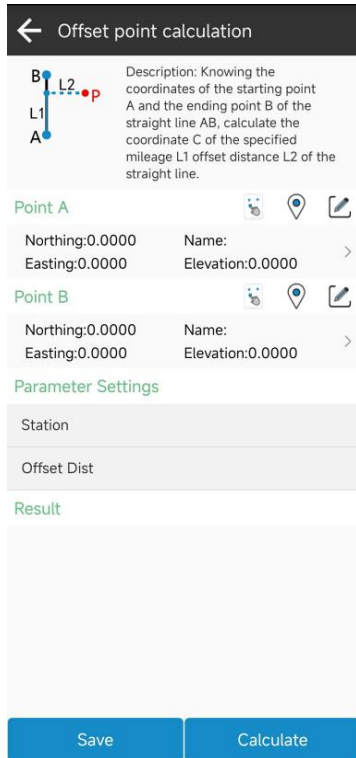 Offset point calculation
B
L2
P
L1
A
Description: Knowing the
coordinates of the starting point
A and the ending point B of the
straight line AB, calculate the
coordinate C of the specified
mileage L1 offset distance L2 of the
straight line.
Point A
Northing:0.0000 Name:
Easting:0.0000 Elevation:0.0000
Point B
Northing:0.0000 Name:
Easting:0.0000 Elevation:0.0000
Parameter Settings
Station
Offset Dist
Result
Save Calculate